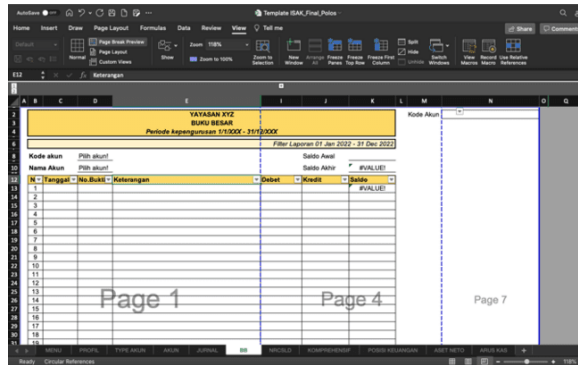 AutoSave
Template ISAK_Final_Polos
Home Insert Draw Page Layout Formulas Data Review View Tell me
Share Comments
Default
Normal
Page Break Preview
Page Layout
Custom Views
Show
Zoom 118%
Zoom to 100%
Zoom to Selection
New Window
Arrange All
Freeze Panes
Freeze Top Row
Freeze First Column
Split
Hide
Unhide
Switch Windows
View Macros
Record Macro
Use Relative References
E12 fx Keterangan
A B C D E I J K L M N O Q
YAYASAN XYZ
Kode Akun
BUKU BESAR
Periode kepengurusan 1/1/XXX - 31/12/XXX
Filter Laporan 01 Jan 2022 - 31 Dec 2022
Kode akun Pilih akun! Saldo Awal
Nama Akun Pilih akun! Saldo Akhir #VALUE!
N Tanggal No.Bukti Keterangan Debet Kredit Saldo
1 #VALUE!
2
3
4
5
6
7
8
9
10
11
12
13
14
15
16
17
18
19
Page 1 Page 4 Page 7
MENU PROFIL TYPE AKUN AKUN JURNAL BB NRCSLD KOMPREHENSIF POSISI KEUANGAN ASET NETO ARUS KAS +
Ready Circular References 118%